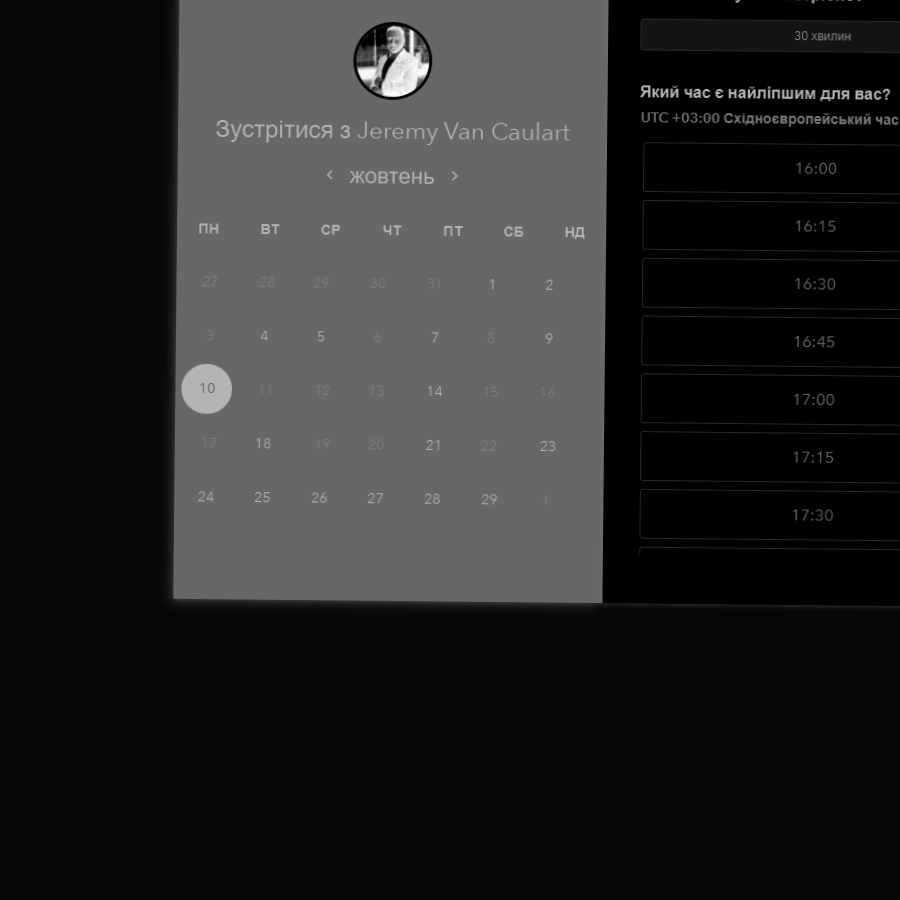 30 хвилин
Зустрітися з Jeremy Van Caulart
< жовтень >
ПН ВТ СР ЧТ ПТ СБ НД
27 28 29 30 31 1 2
3 4 5 6 7 8 9
10 11 12 13 14 15 16
17 18 19 20 21 22 23
24 25 26 27 28 29 1
Який час є найліпшим для вас?
UTC +03:00 Східноєвропейський час
16:00
16:15
16:30
16:45
17:00
17:15
17:30